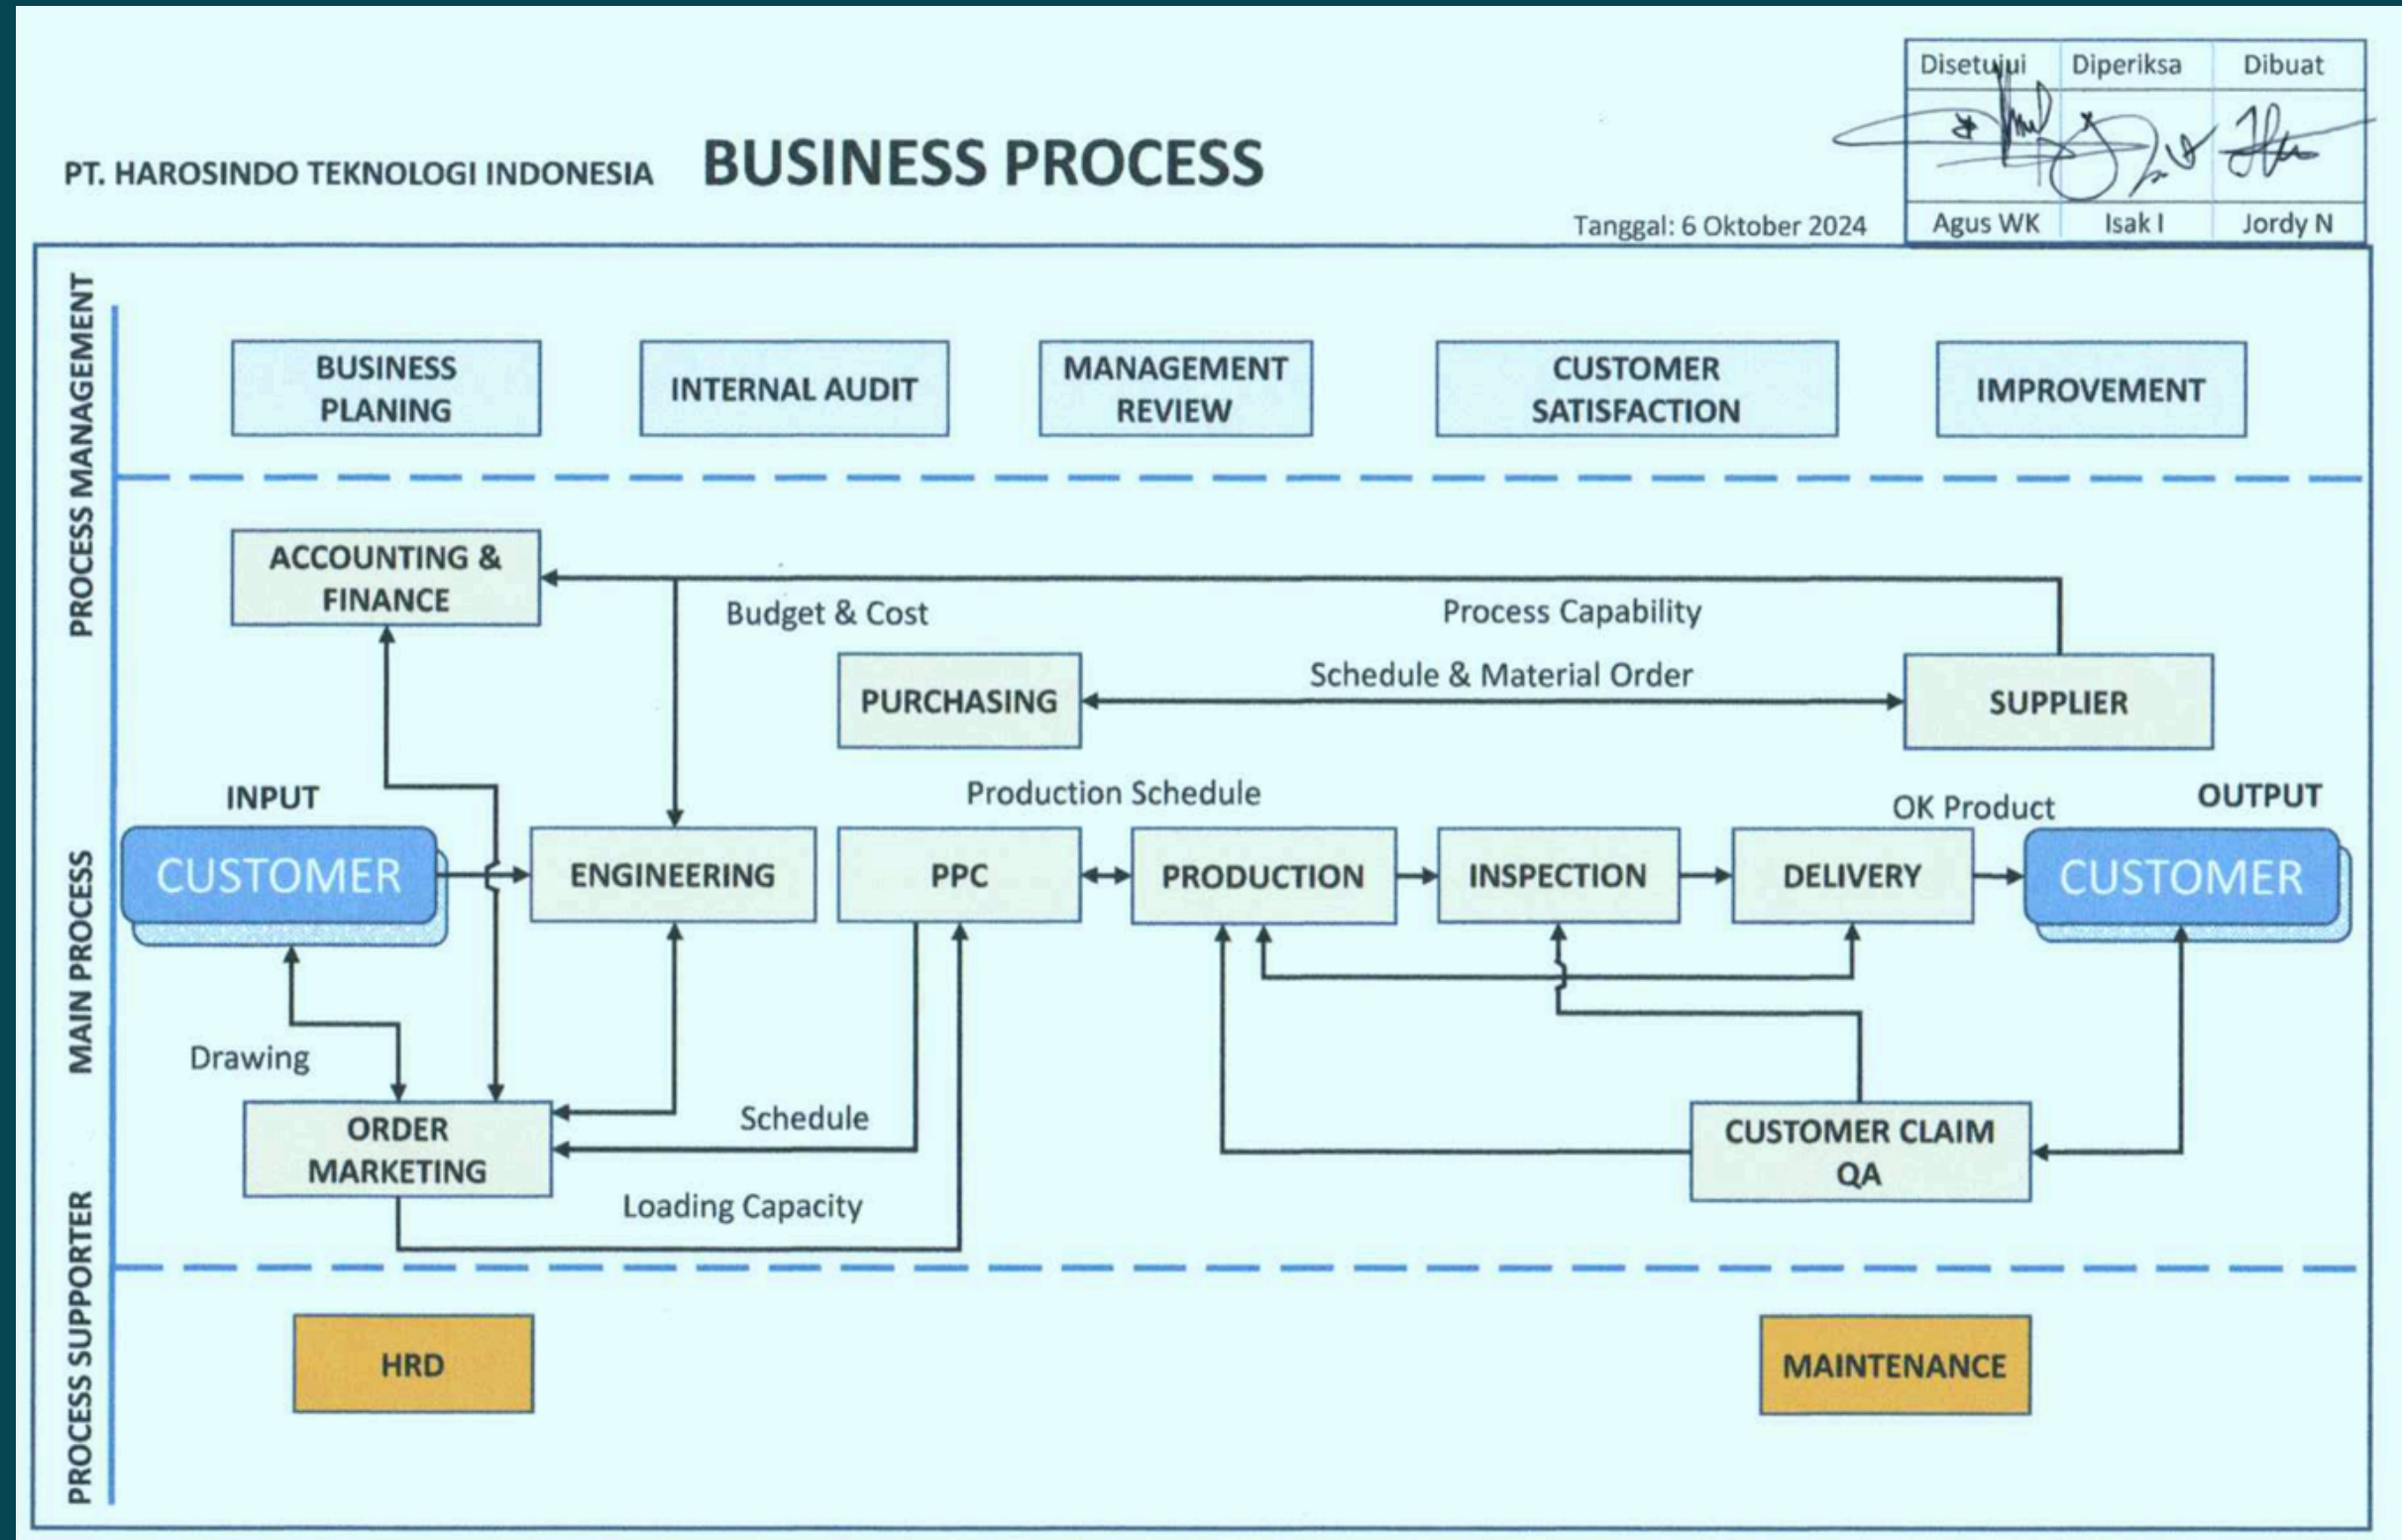 Disetujui Diperiksa Dibuat
PT. HAROSINDO TEKNOLOGI INDONESIA BUSINESS PROCESS
Tanggal: 6 Oktober 2024
Agus WK Isak I Jordy N
PROCESS MANAGEMENT
BUSINESS
PLANING
INTERNAL AUDIT
MANAGEMENT
REVIEW
CUSTOMER
SATISFACTION
IMPROVEMENT
MAIN PROCESS
ACCOUNTING &
FINANCE
Budget & Cost
Process Capability
PURCHASING
Schedule & Material Order
SUPPLIER
INPUT
Production Schedule
OK Product
OUTPUT
CUSTOMER
ENGINEERING
PPC
PRODUCTION
INSPECTION
DELIVERY
CUSTOMER
Drawing
ORDER
MARKETING
Schedule
Loading Capacity
CUSTOMER CLAIM
QA
PROCESS SUPPORTER
HRD
MAINTENANCE